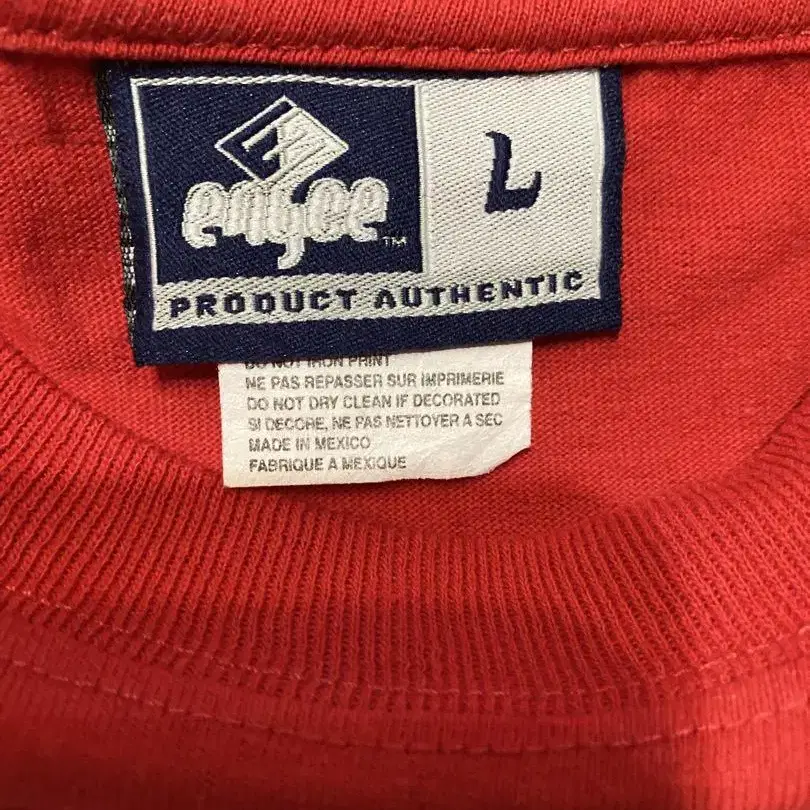 engee™
L
PRODUCT AUTHENTIC
DO NOT IRON PRINT
NE PAS REPASSER SUR IMPRIMERIE
DO NOT DRY CLEAN IF DECORATED
SI DECORE, NE PAS NETTOYER A SEC
MADE IN MEXICO
FABRIQUE A MEXIQUE